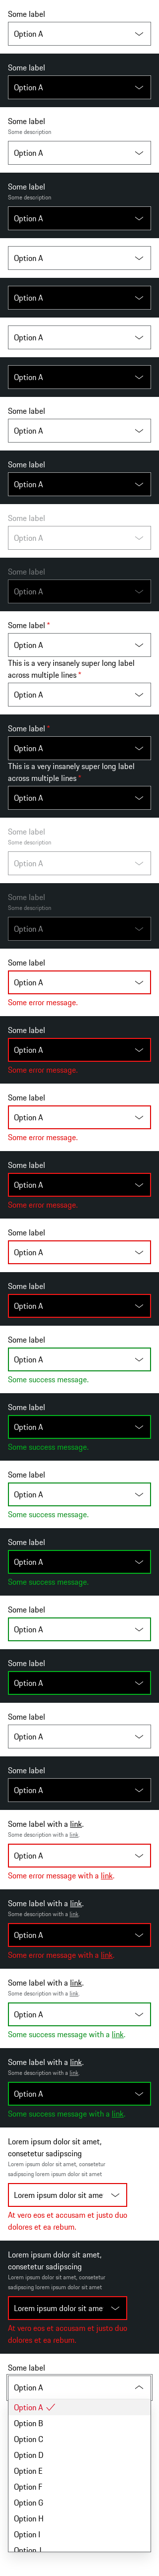 Some label
Option A
Some label
Option A
Some label
Some description
Option A
Some label
Some description
Option A
Option A
Option A
Option A
Option A
Some label
Option A
Some label
Option A
Some label
Option A
Some label
Option A
Some label *
Option A
This is a very insanely super long label
across multiple lines *
Option A
Some label *
Option A
This is a very insanely super long label
across multiple lines *
Option A
Some label
Some description
Option A
Some label
Some description
Option A
Some label
Option A
Some error message.
Some label
Option A
Some error message.
Some label
Option A
Some error message.
Some label
Option A
Some error message.
Some label
Option A
Some label
Option A
Some label
Option A
Some success message.
Some label
Option A
Some success message.
Some label
Option A
Some success message.
Some label
Option A
Some success message.
Some label
Option A
Some label
Option A
Some label
Option A
Some label
Option A
Some label with a link.
Some description with a link.
Option A
Some error message with a link.
Some label with a link.
Some description with a link.
Option A
Some error message with a link.
Some label with a link.
Some description with a link.
Option A
Some success message with a link.
Some label with a link.
Some description with a link.
Option A
Some success message with a link.
Lorem ipsum dolor sit amet,
consetetur sadipscing
Lorem ipsum dolor sit amet, consetetur
sadipscing lorem ipsum dolor sit amet
Lorem ipsum dolor sit ame
At vero eos et accusam et justo duo
dolores et ea rebum.
Lorem ipsum dolor sit amet,
consetetur sadipscing
Lorem ipsum dolor sit amet, consetetur
sadipscing lorem ipsum dolor sit amet
Lorem ipsum dolor sit ame
At vero eos et accusam et justo duo
dolores et ea rebum.
Some label
Option A
Option A
Option B
Option C
Option D
Option E
Option F
Option G
Option H
Option I
Option J